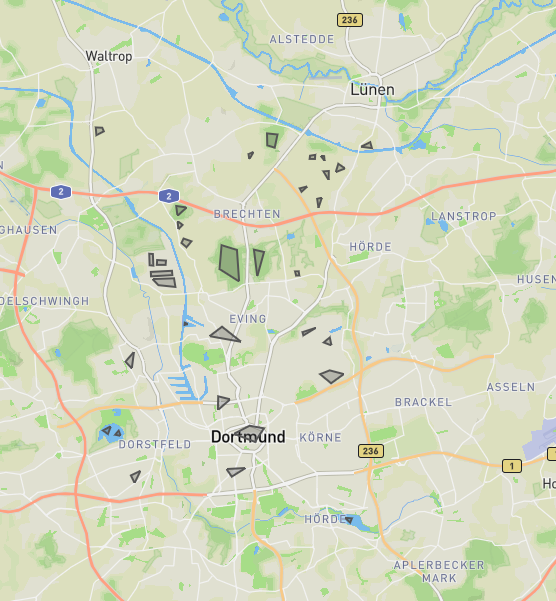 236
ALSTEDDE
Waltrop
Lünen
N
2
2
BRECHTEN
LANSTROP
GHAUSEN
HÖRDE
HUSEN
DELSCHWINGH
EVING
ASSELN
BRACKEL
Dortmund
KÖRNE
DORSTFELD
236
1
1
Ho
HÖRDE
APLERBECKER
MARK